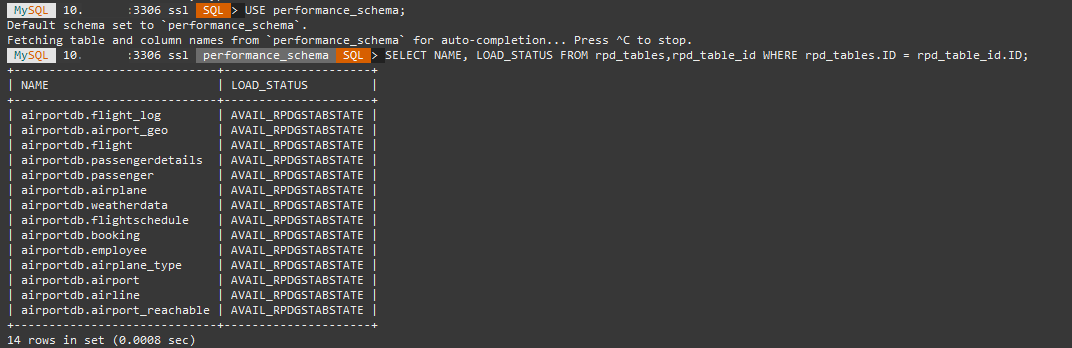 MySQL 10. :3306 ssl SQL > USE performance_schema;
Default schema set to `performance_schema`.
Fetching table and column names from `performance_schema` for auto-completion... Press ^C to stop.
MySQL 10. :3306 ssl performance_schema SQL > SELECT NAME, LOAD_STATUS FROM rpd_tables,rpd_table_id WHERE rpd_tables.ID = rpd_table_id.ID;
+-----------------------------+---------------------+
| NAME                        | LOAD_STATUS         |
+-----------------------------+---------------------+
| airportdb.flight_log        | AVAIL_RPDGSTABSTATE |
| airportdb.airport_geo       | AVAIL_RPDGSTABSTATE |
| airportdb.flight            | AVAIL_RPDGSTABSTATE |
| airportdb.passengerdetails  | AVAIL_RPDGSTABSTATE |
| airportdb.passenger         | AVAIL_RPDGSTABSTATE |
| airportdb.airplane          | AVAIL_RPDGSTABSTATE |
| airportdb.weatherdata       | AVAIL_RPDGSTABSTATE |
| airportdb.flightschedule    | AVAIL_RPDGSTABSTATE |
| airportdb.booking           | AVAIL_RPDGSTABSTATE |
| airportdb.employee          | AVAIL_RPDGSTABSTATE |
| airportdb.airplane_type     | AVAIL_RPDGSTABSTATE |
| airportdb.airport           | AVAIL_RPDGSTABSTATE |
| airportdb.airline           | AVAIL_RPDGSTABSTATE |
| airportdb.airport_reachable | AVAIL_RPDGSTABSTATE |
+-----------------------------+---------------------+
14 rows in set (0.0008 sec)